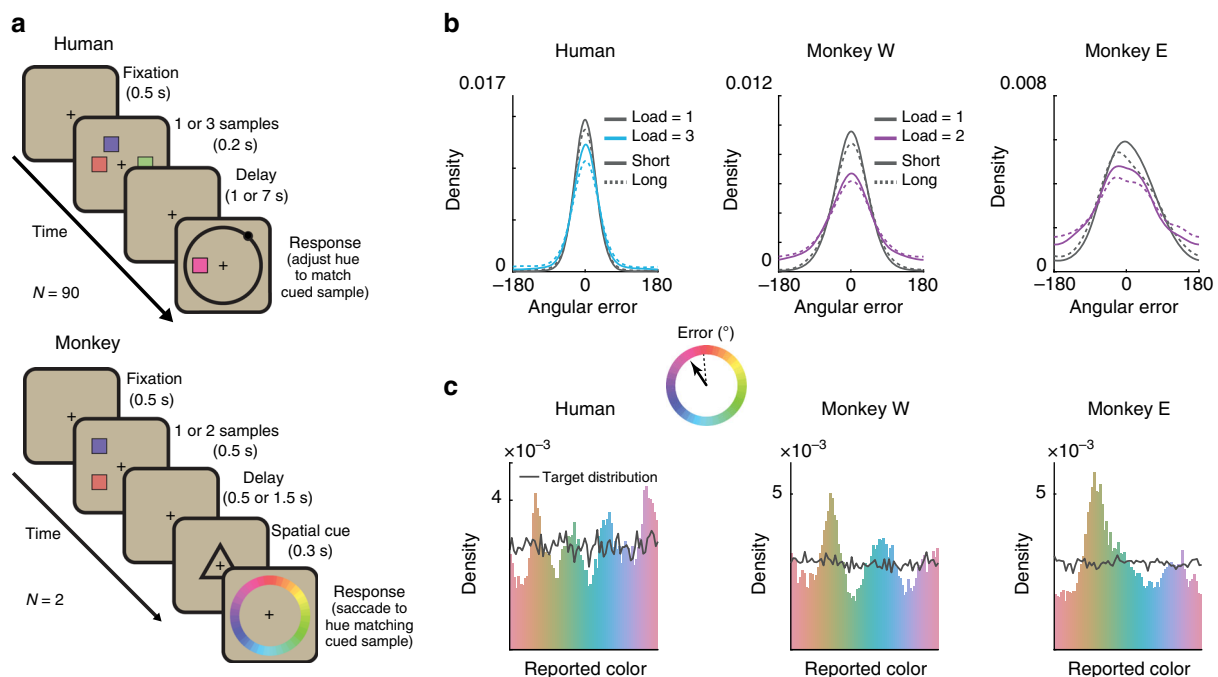 a
Human
Fixation
(0.5 s)
1 or 3 samples
(0.2 s)
Delay
(1 or 7 s)
Time
Response
(adjust hue
to match
cued sample)
N = 90
Monkey
Fixation
(0.5 s)
1 or 2 samples
(0.5 s)
Delay
(0.5 or 1.5 s)
Spatial cue
(0.3 s)
Time
Response
(saccade to
hue matching
cued sample)
N = 2
b
Human
0.017
Load = 1
Load = 3
Short
Long
Density
0
−180 0 180
Angular error
Monkey W
0.012
Load = 1
Load = 2
Short
Long
Density
0
−180 0 180
Angular error
Monkey E
0.008
Density
0
−180 0 180
Angular error
Error (°)
c
Human
×10−3
Target distribution
4
Density
Reported color
Monkey W
×10−3
5
Density
Reported color
Monkey E
×10−3
5
Density
Reported color